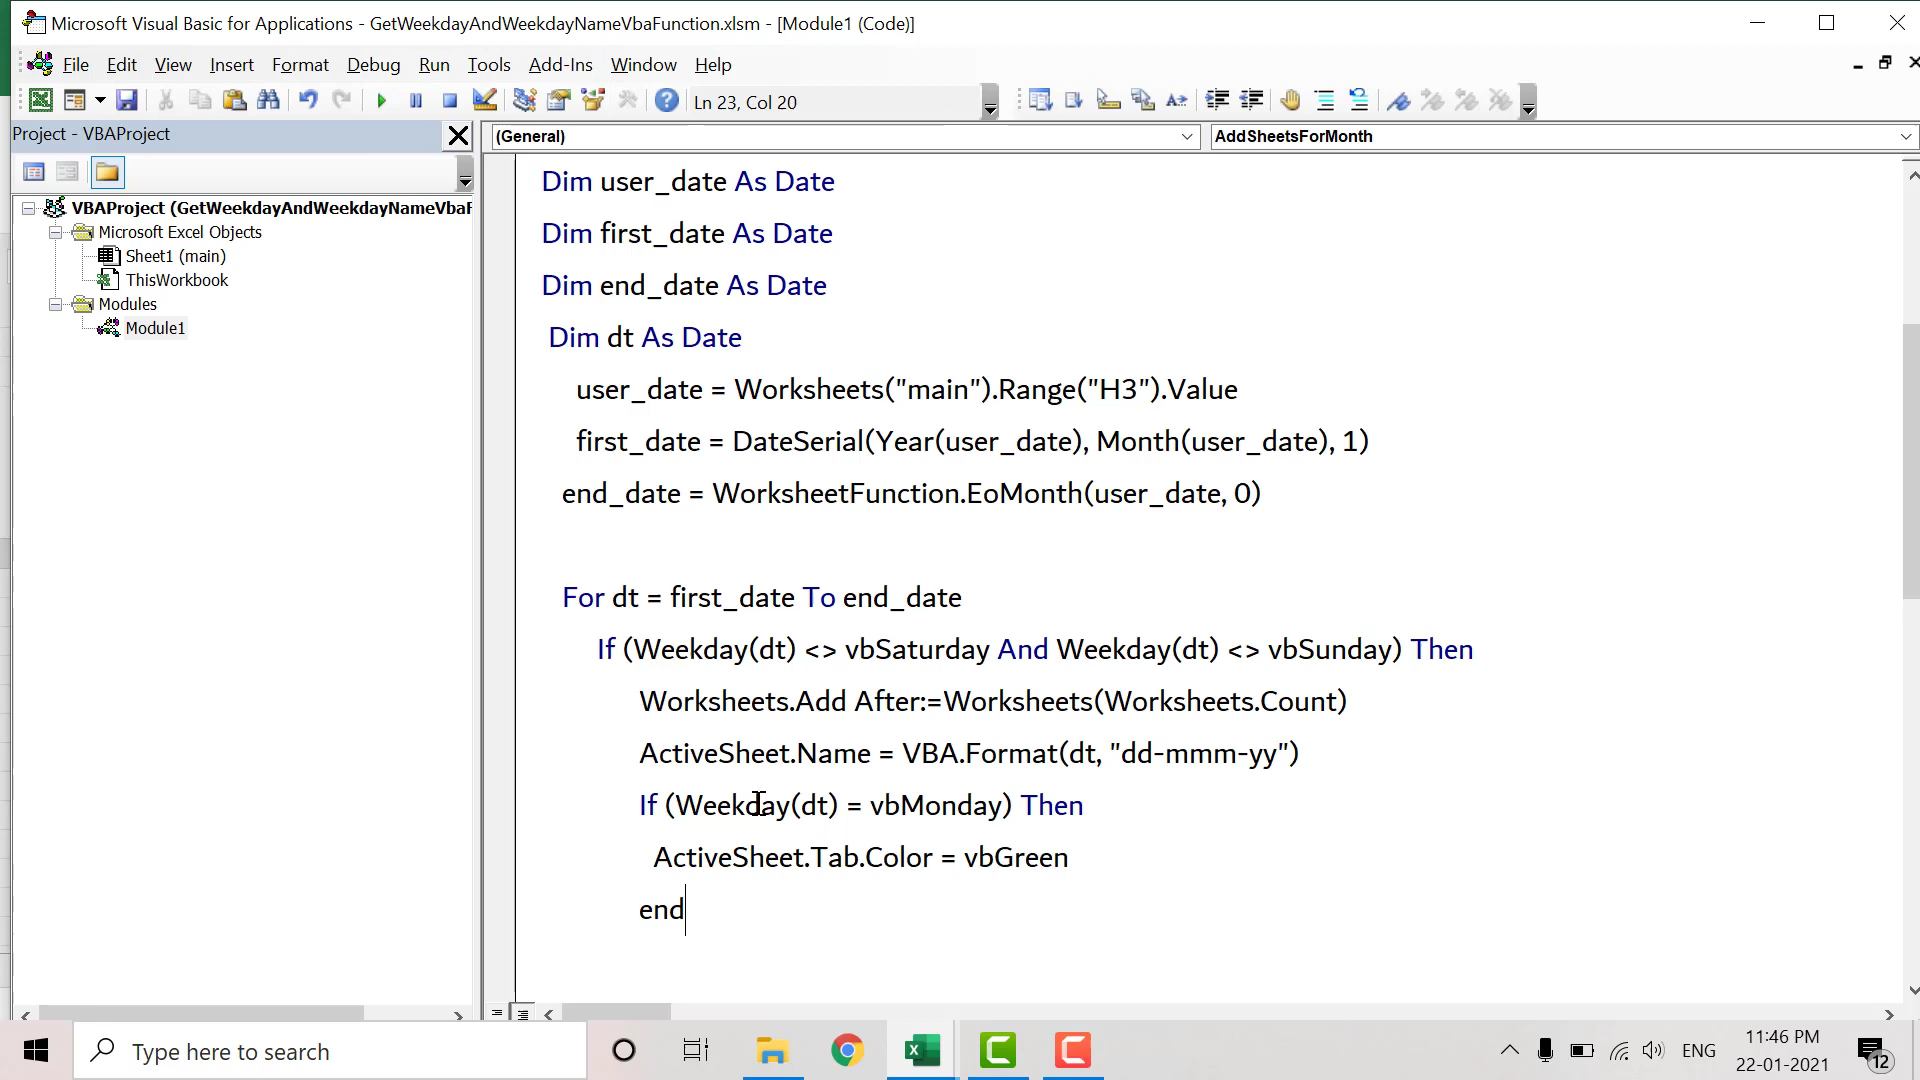 Microsoft Visual Basic for Applications - GetWeekdayAndWeekdayNameVbaFunction.xlsm - [Module1 (Code)]
File Edit View Insert Format Debug Run Tools Add-Ins Window Help
Ln 23, Col 20
Project - VBAProject
(General) AddSheetsForMonth
VBAProject (GetWeekdayAndWeekdayNameVbaF
Microsoft Excel Objects
Sheet1 (main)
ThisWorkbook
Modules
Module1
Dim user_date As Date
Dim first_date As Date
Dim end_date As Date
Dim dt As Date
user_date = Worksheets("main").Range("H3").Value
first_date = DateSerial(Year(user_date), Month(user_date), 1)
end_date = WorksheetFunction.EoMonth(user_date, 0)
For dt = first_date To end_date
If (Weekday(dt) <> vbSaturday And Weekday(dt) <> vbSunday) Then
Worksheets.Add After:=Worksheets(Worksheets.Count)
ActiveSheet.Name = VBA.Format(dt, "dd-mmm-yy")
If (Weekday(dt) = vbMonday) Then
ActiveSheet.Tab.Color = vbGreen
end
Type here to search
ENG
11:46 PM
22-01-2021
12